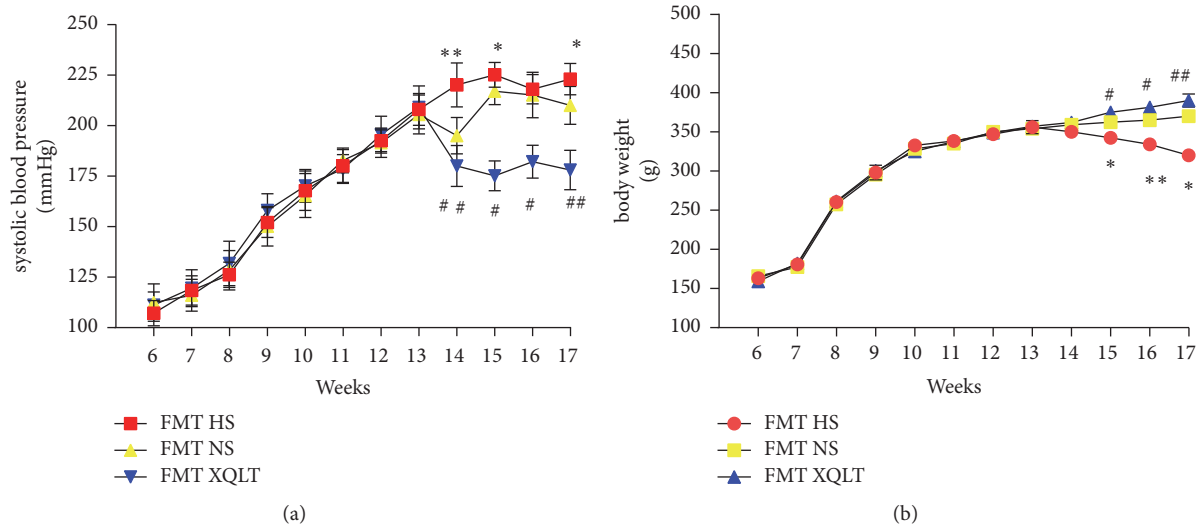 250
225
200
175
150
125
100
systolic blood pressure
(mmHg)
** * *
# # # # ##
6 7 8 9 10 11 12 13 14 15 16 17
Weeks
FMT HS
FMT NS
FMT XQLT
(a)
500
450
400
350
300
250
200
150
100
body weight
(g)
# # ##
* ** *
6 7 8 9 10 11 12 13 14 15 16 17
Weeks
FMT HS
FMT NS
FMT XQLT
(b)